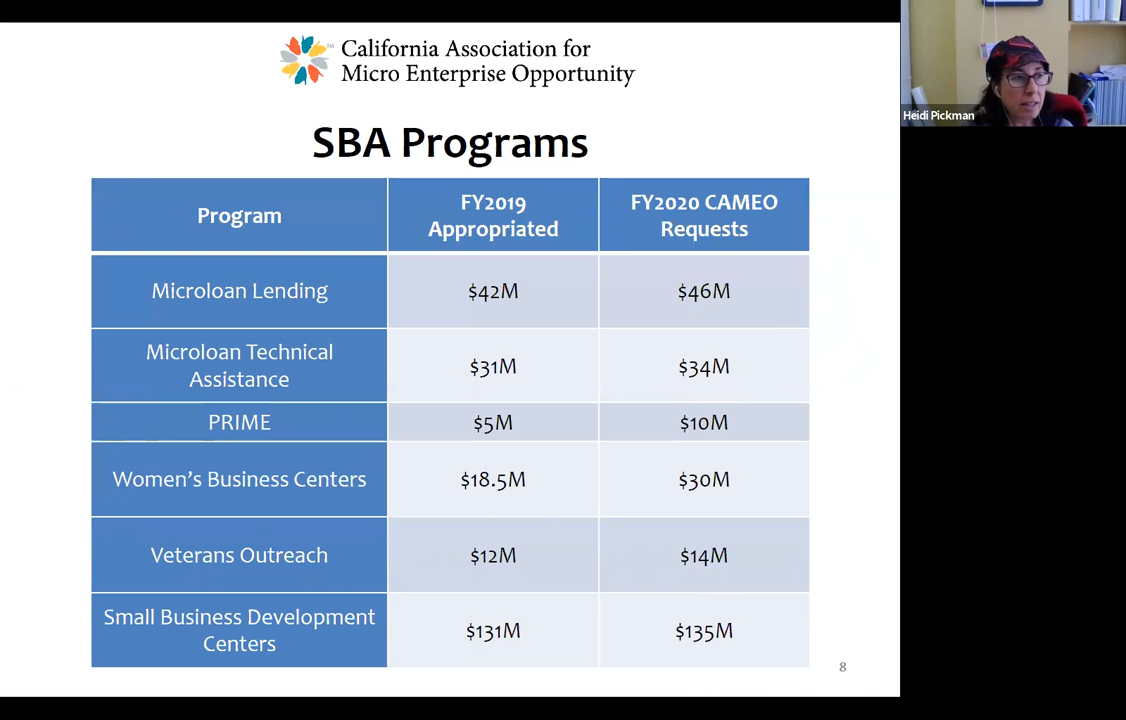 California Association for
Micro Enterprise Opportunity
Heidi Pickman
SBA Programs
Program
FY2019
Appropriated
FY2020 CAMEO
Requests
Microloan Lending
$42M
$46M
Microloan Technical
Assistance
$31M
$34M
PRIME
$5M
$10M
Women's Business Centers
$18.5M
$30M
Veterans Outreach
$12M
$14M
Small Business Development
Centers
$131M
$135M
8